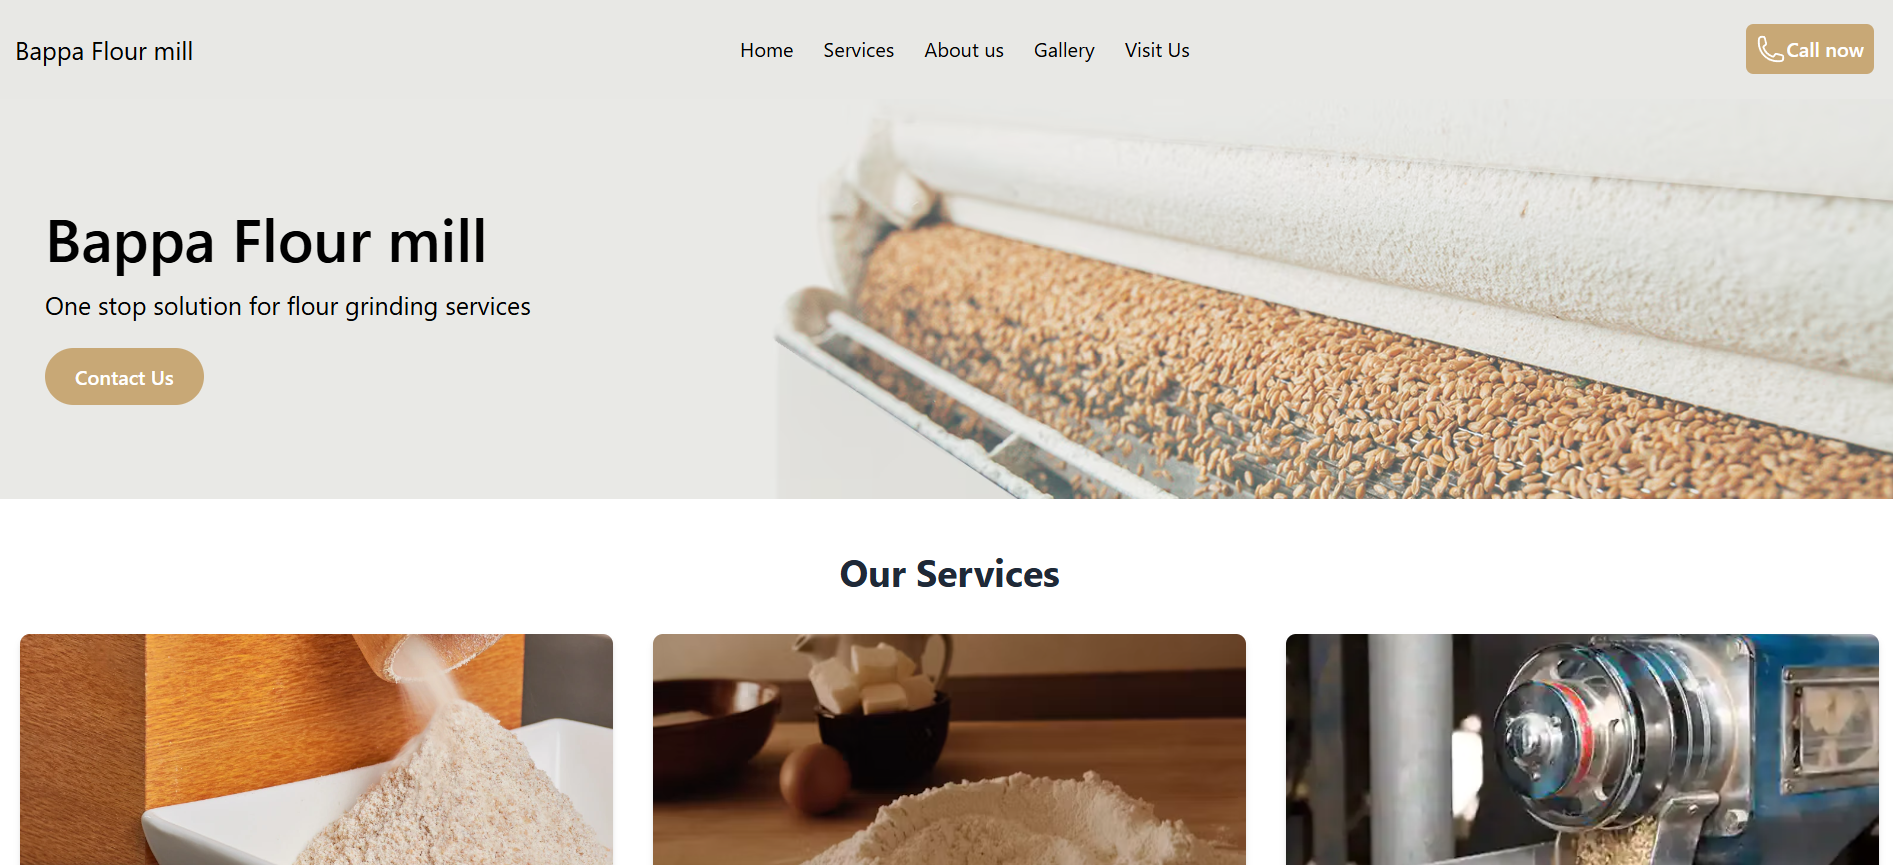 Bappa Flour mill
Home Services About us Gallery Visit Us
Call now
Bappa Flour mill
One stop solution for flour grinding services
Contact Us
Our Services